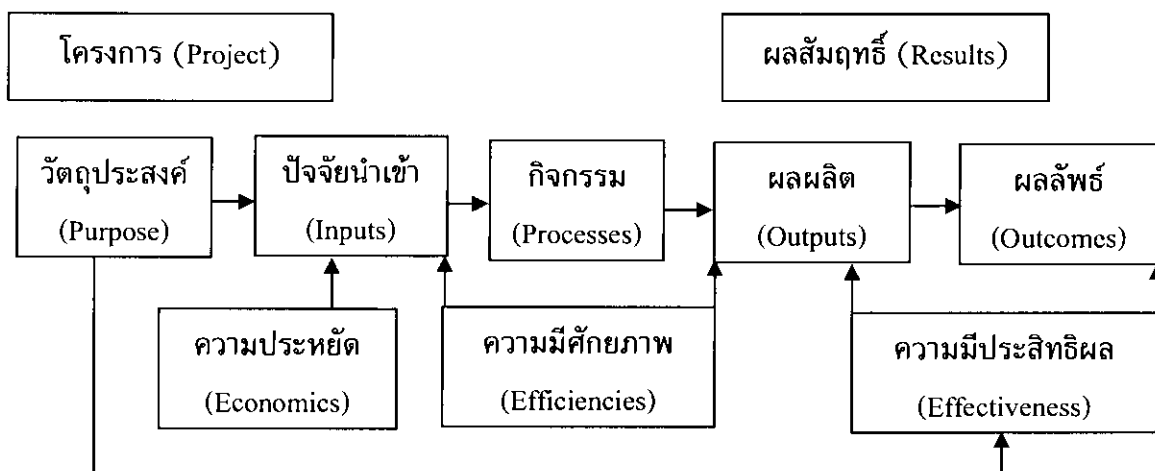 โครงการ (Project)
ผลสัมฤทธิ์ (Results)
วัตถุประสงค์
(Purpose)
ปัจจัยนำเข้า
(Inputs)
กิจกรรม
(Processes)
ผลผลิต
(Outputs)
ผลลัพธ์
(Outcomes)
ความประหยัด
(Economics)
ความมีศักยภาพ
(Efficiencies)
ความมีประสิทธิผล
(Effectiveness)